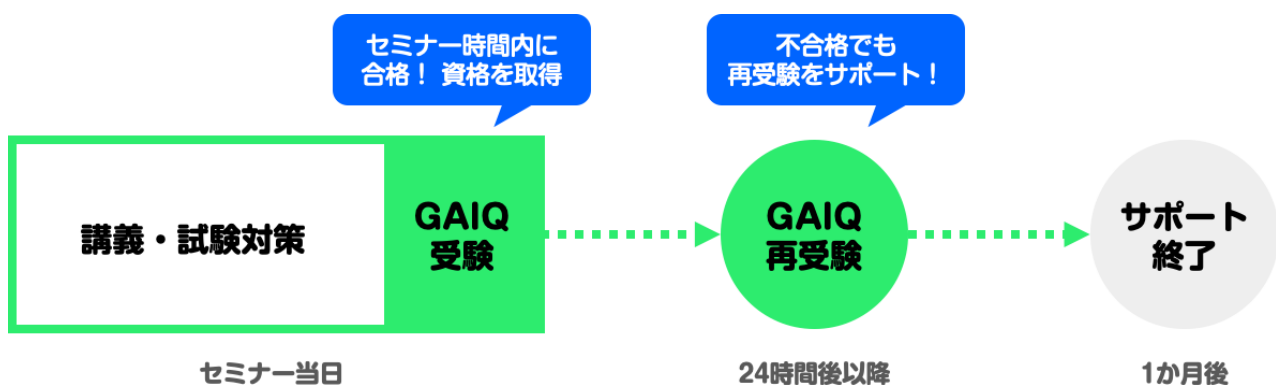 セミナー時間内に
合格！ 資格を取得
不合格でも
再受験をサポート！
講義・試験対策
GAIQ
受験
GAIQ
再受験
サポート
終了
セミナー当日
24時間後以降
1か月後